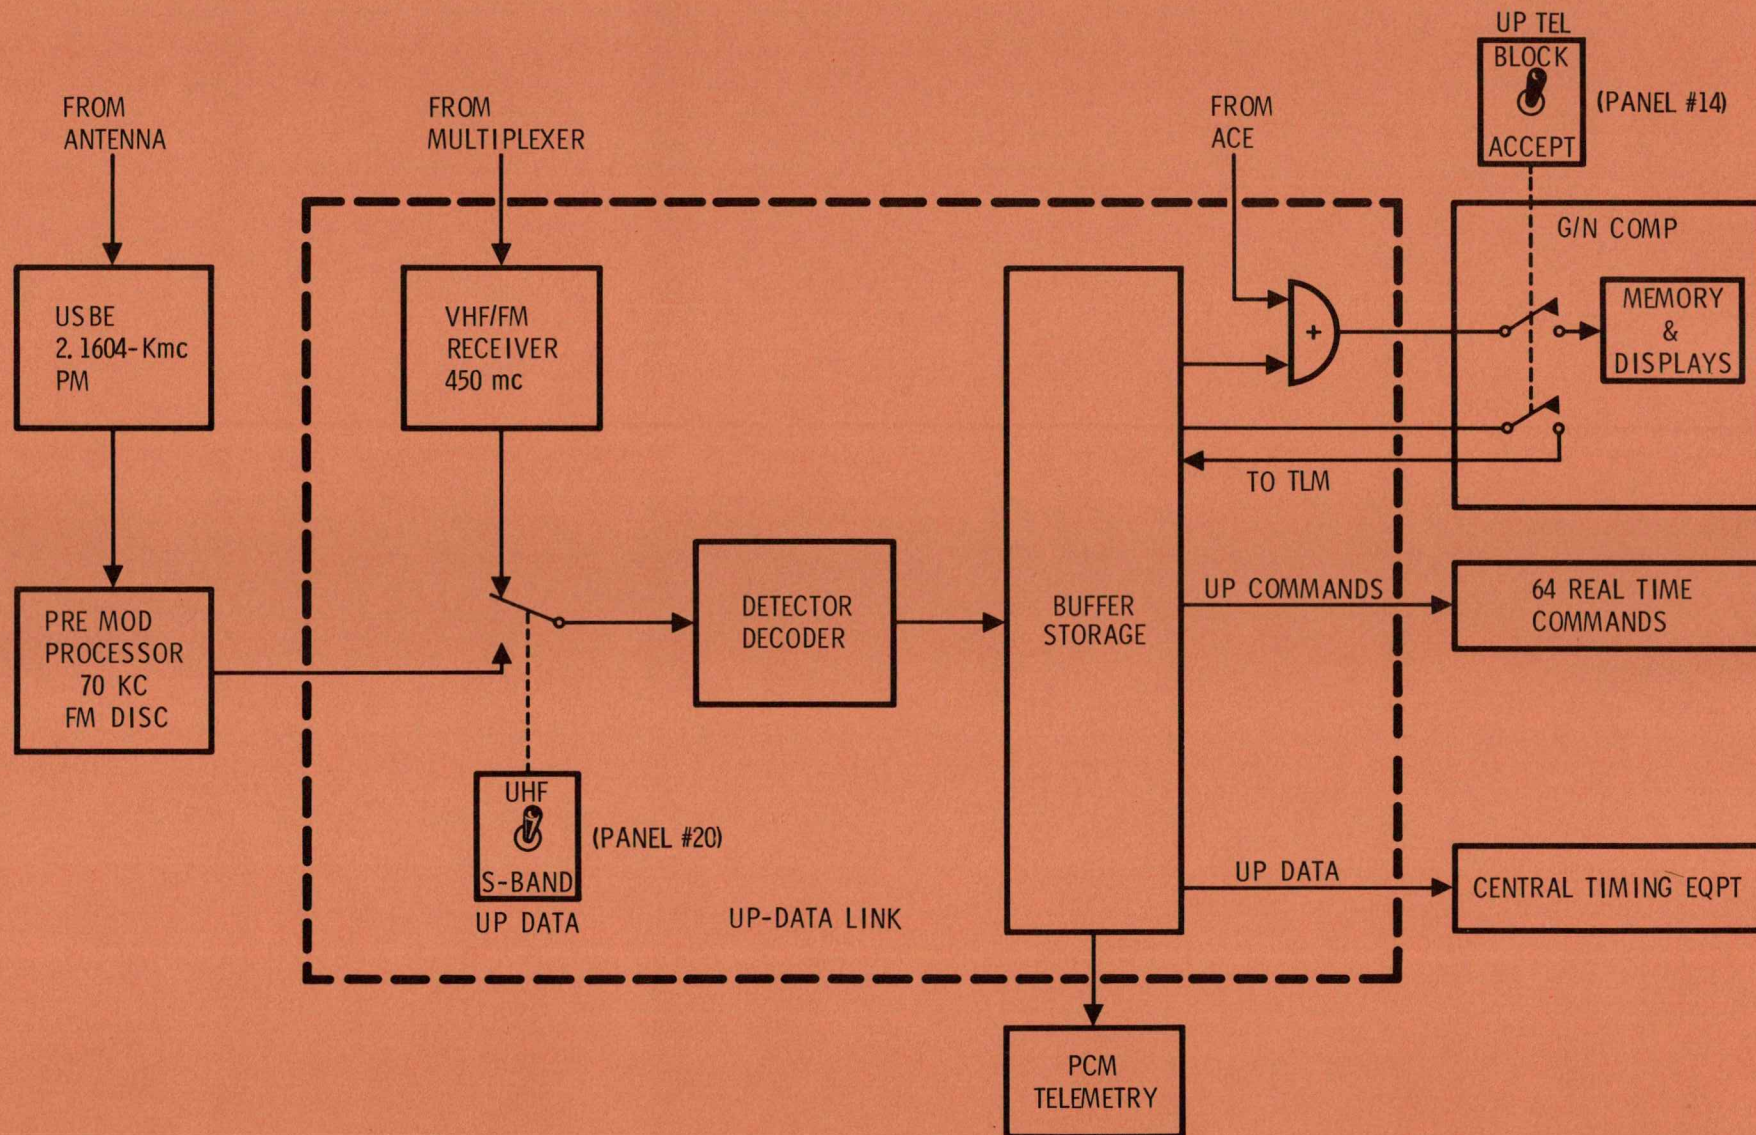 UP TEL
BLOCK
(PANEL #14)
ACCEPT
FROM
ANTENNA
FROM
MULTIPLEXER
FROM
ACE
G/N COMP
USBE
2.1604-Kmc
PM
VHF/FM
RECEIVER
450 mc
+
MEMORY
&
DISPLAYS
TO TLM
PRE MOD
PROCESSOR
70 KC
FM DISC
DETECTOR
DECODER
BUFFER
STORAGE
UP COMMANDS
64 REAL TIME
COMMANDS
UHF
(PANEL #20)
S-BAND
UP DATA
UP-DATA LINK
UP DATA
CENTRAL TIMING EQPT
PCM
TELEMETRY